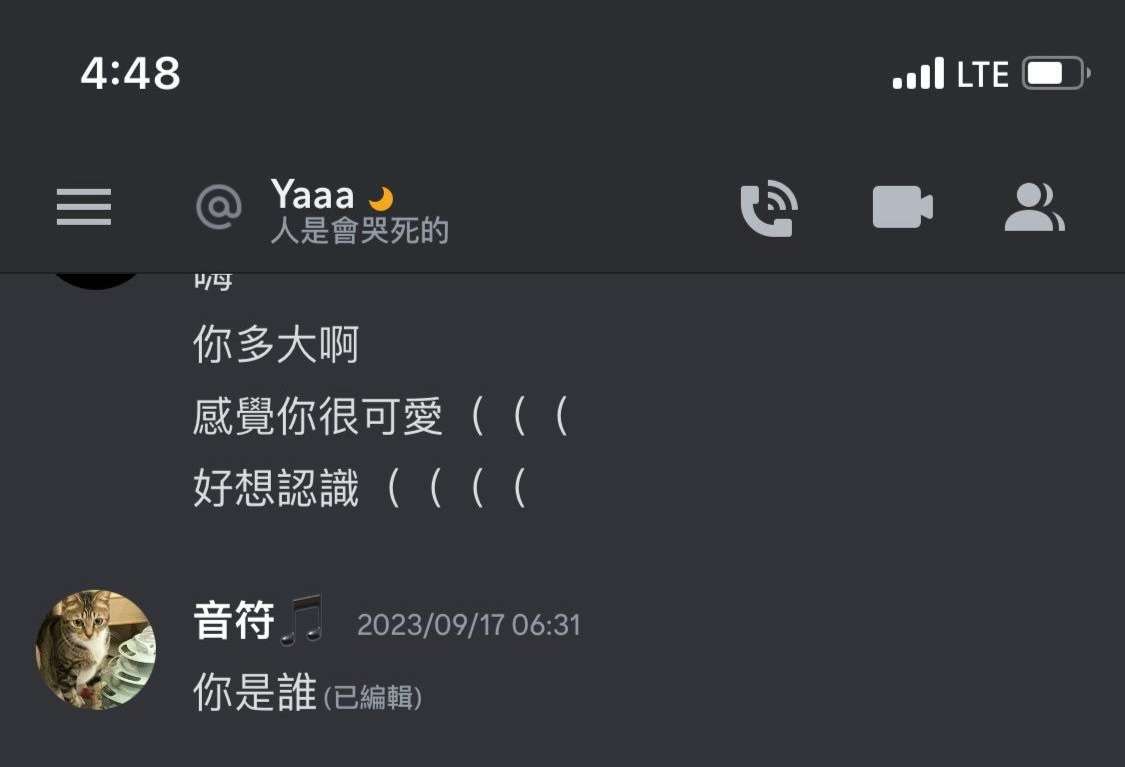 4:48
LTE
@ Yaaa
人是會哭死的
嗨
你多大啊
感覺你很可愛（（（
好想認識（（（（
音符🎵 2023/09/17 06:31
你是誰(已編輯)